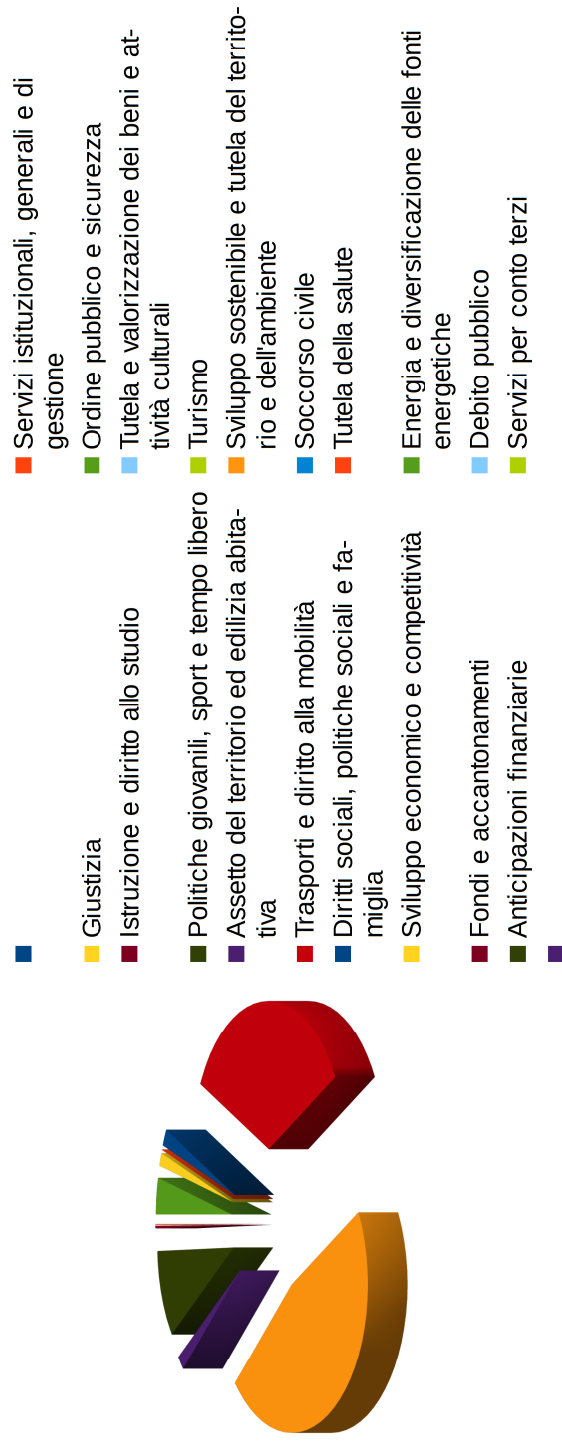 Servizi istituzionali, generali e di
gestione
Giustizia
Ordine pubblico e sicurezza
Istruzione e diritto allo studio
Tutela e valorizzazione dei beni e at-
tività culturali
Politiche giovanili, sport e tempo libero
Turismo
Assetto del territorio ed edilizia abita-
tiva
Sviluppo sostenibile e tutela del territo-
rio e dell'ambiente
Trasporti e diritto alla mobilità
Soccorso civile
Diritti sociali, politiche sociali e fa-
miglia
Tutela della salute
Sviluppo economico e competitività
Energia e diversificazione delle fonti
energetiche
Fondi e accantonamenti
Debito pubblico
Anticipazioni finanziarie
Servizi per conto terzi